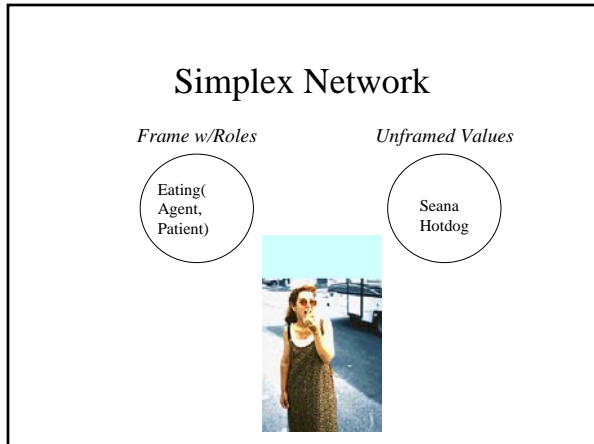 Simplex Network
Frame w/Roles
Unframed Values
Eating(
Agent,
Patient)
Seana
Hotdog